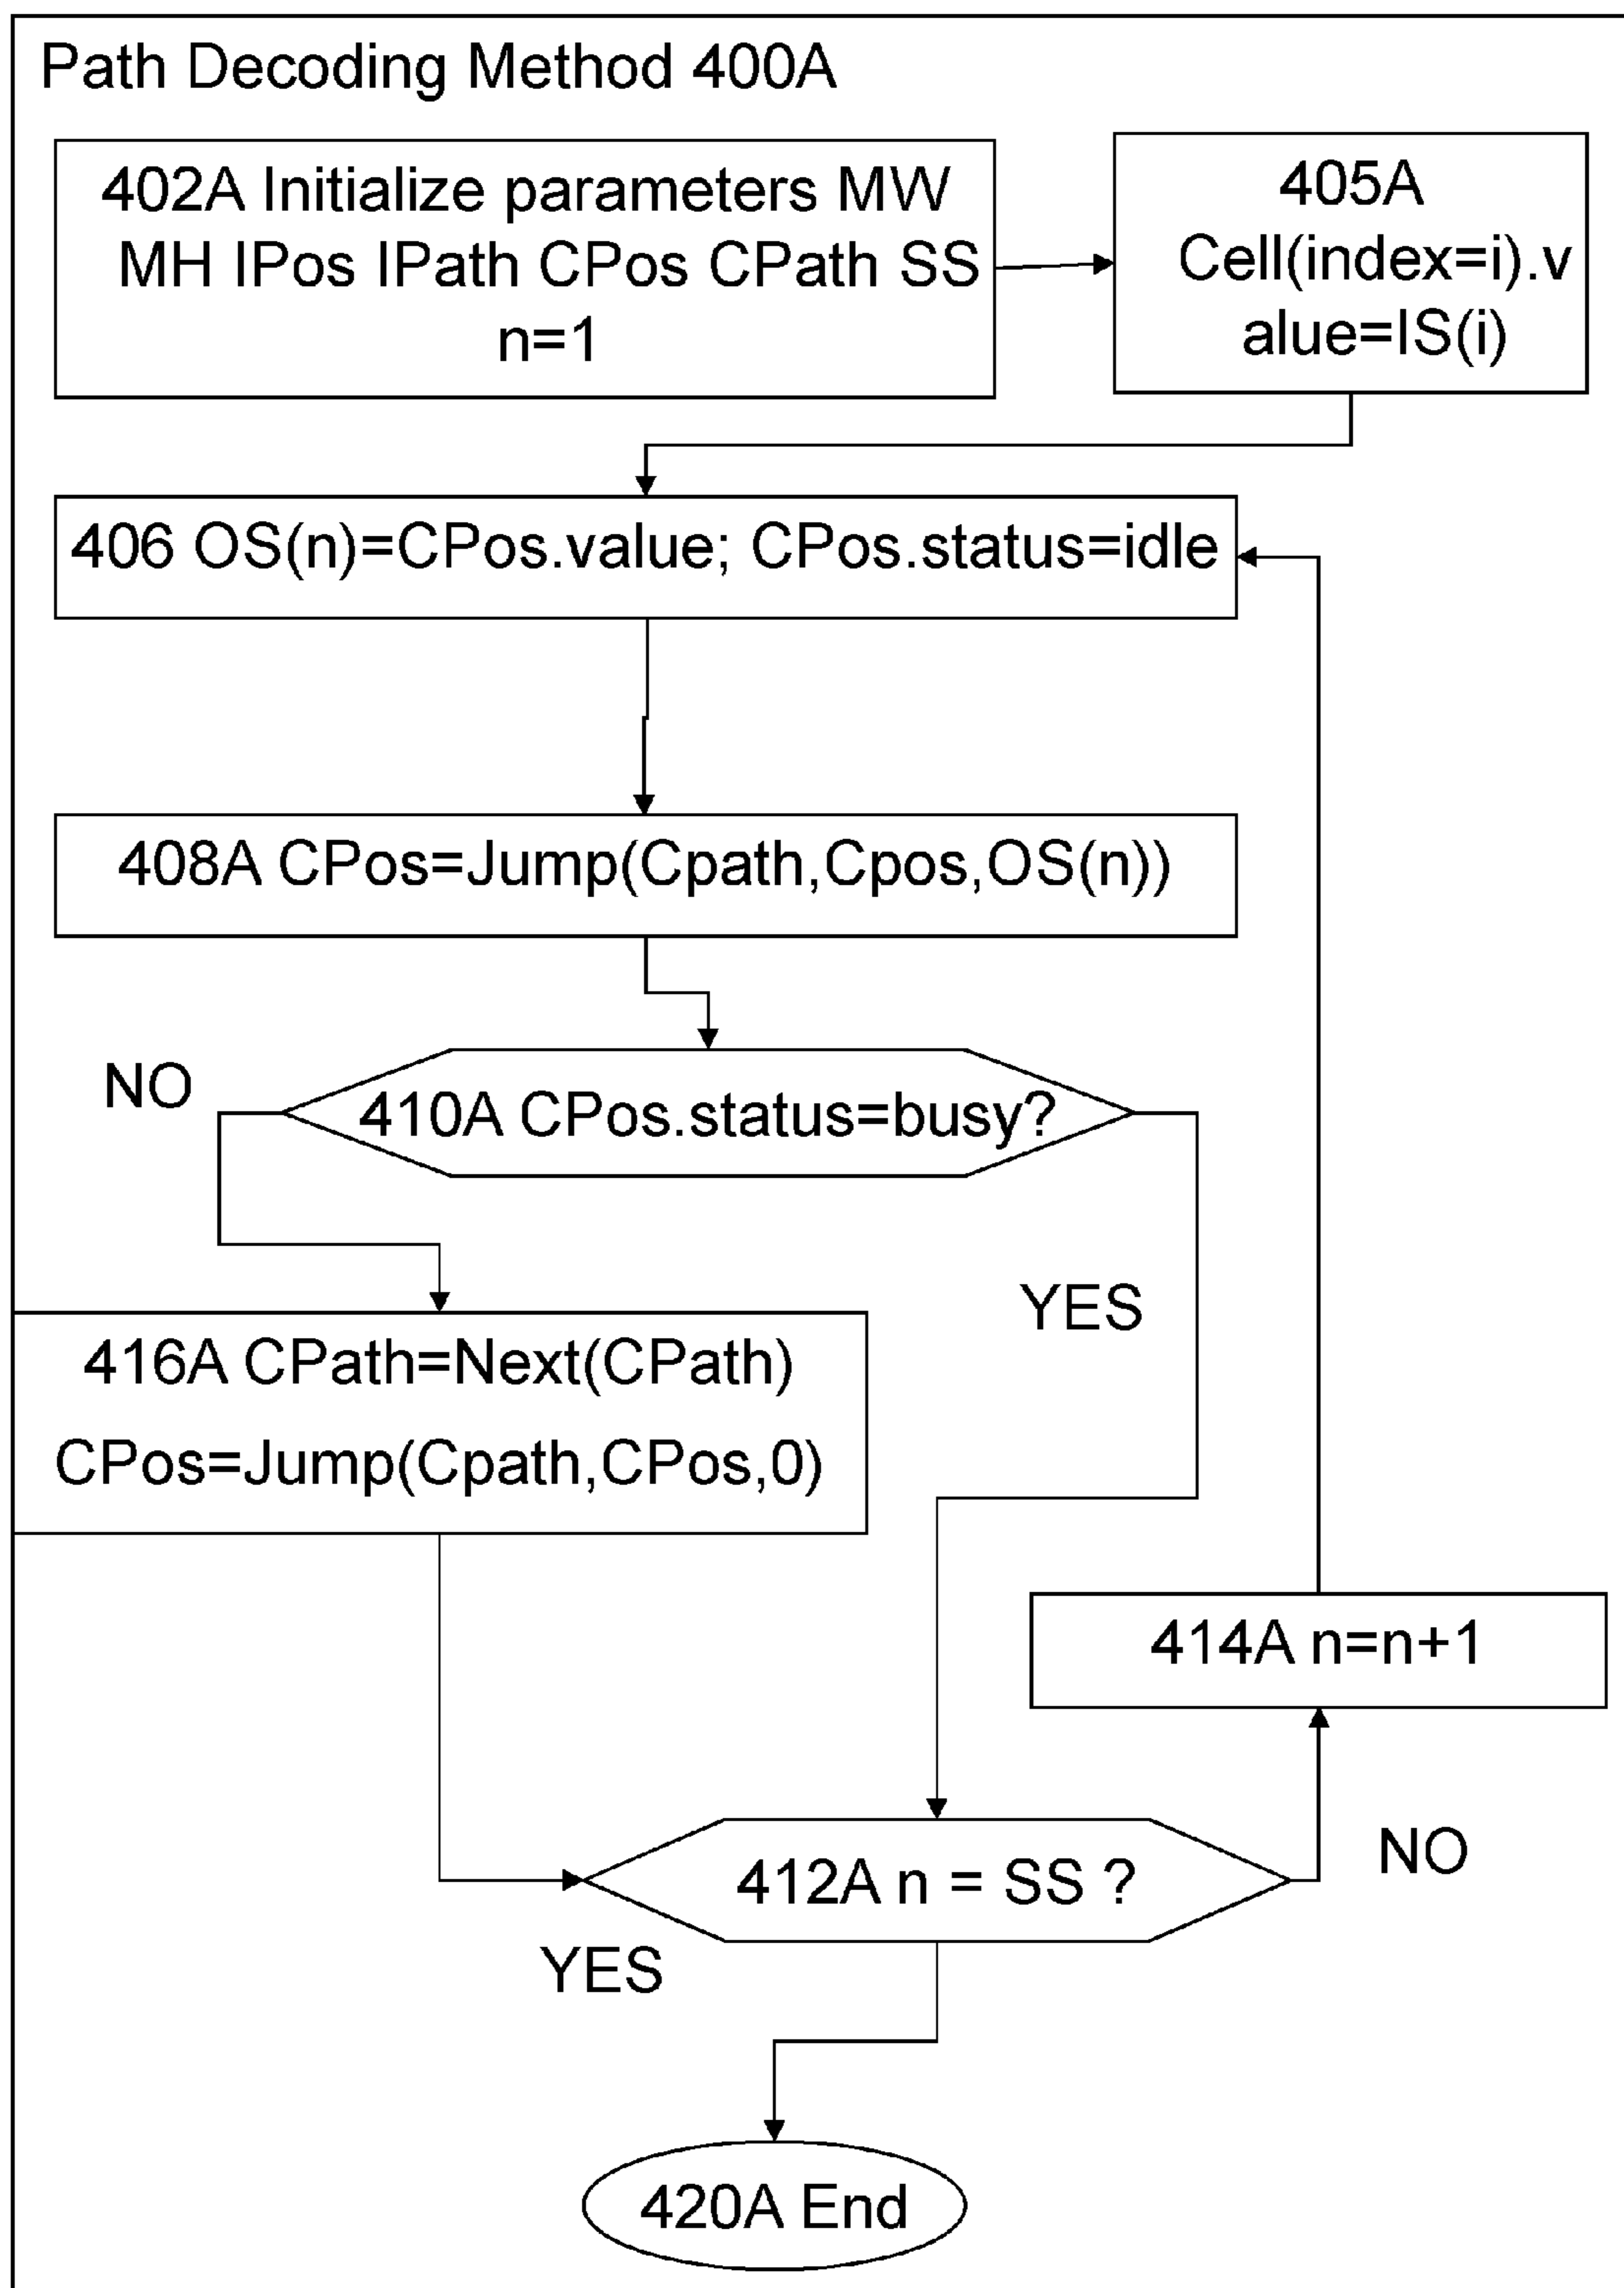 Path Decoding Method 400A
402A Initialize parameters MW
MH IPos IPath CPos CPath SS
n=1
405A
Cell(index=i).v
alue=IS(i)
406 OS(n)=CPos.value; CPos.status=idle
408A CPos=Jump(Cpath,Cpos,OS(n))
NO
410A CPos.status=busy?
YES
416A CPath=Next(CPath)
CPos=Jump(Cpath,CPos,0)
414A n=n+1
412A n = SS ?
NO
YES
420A End